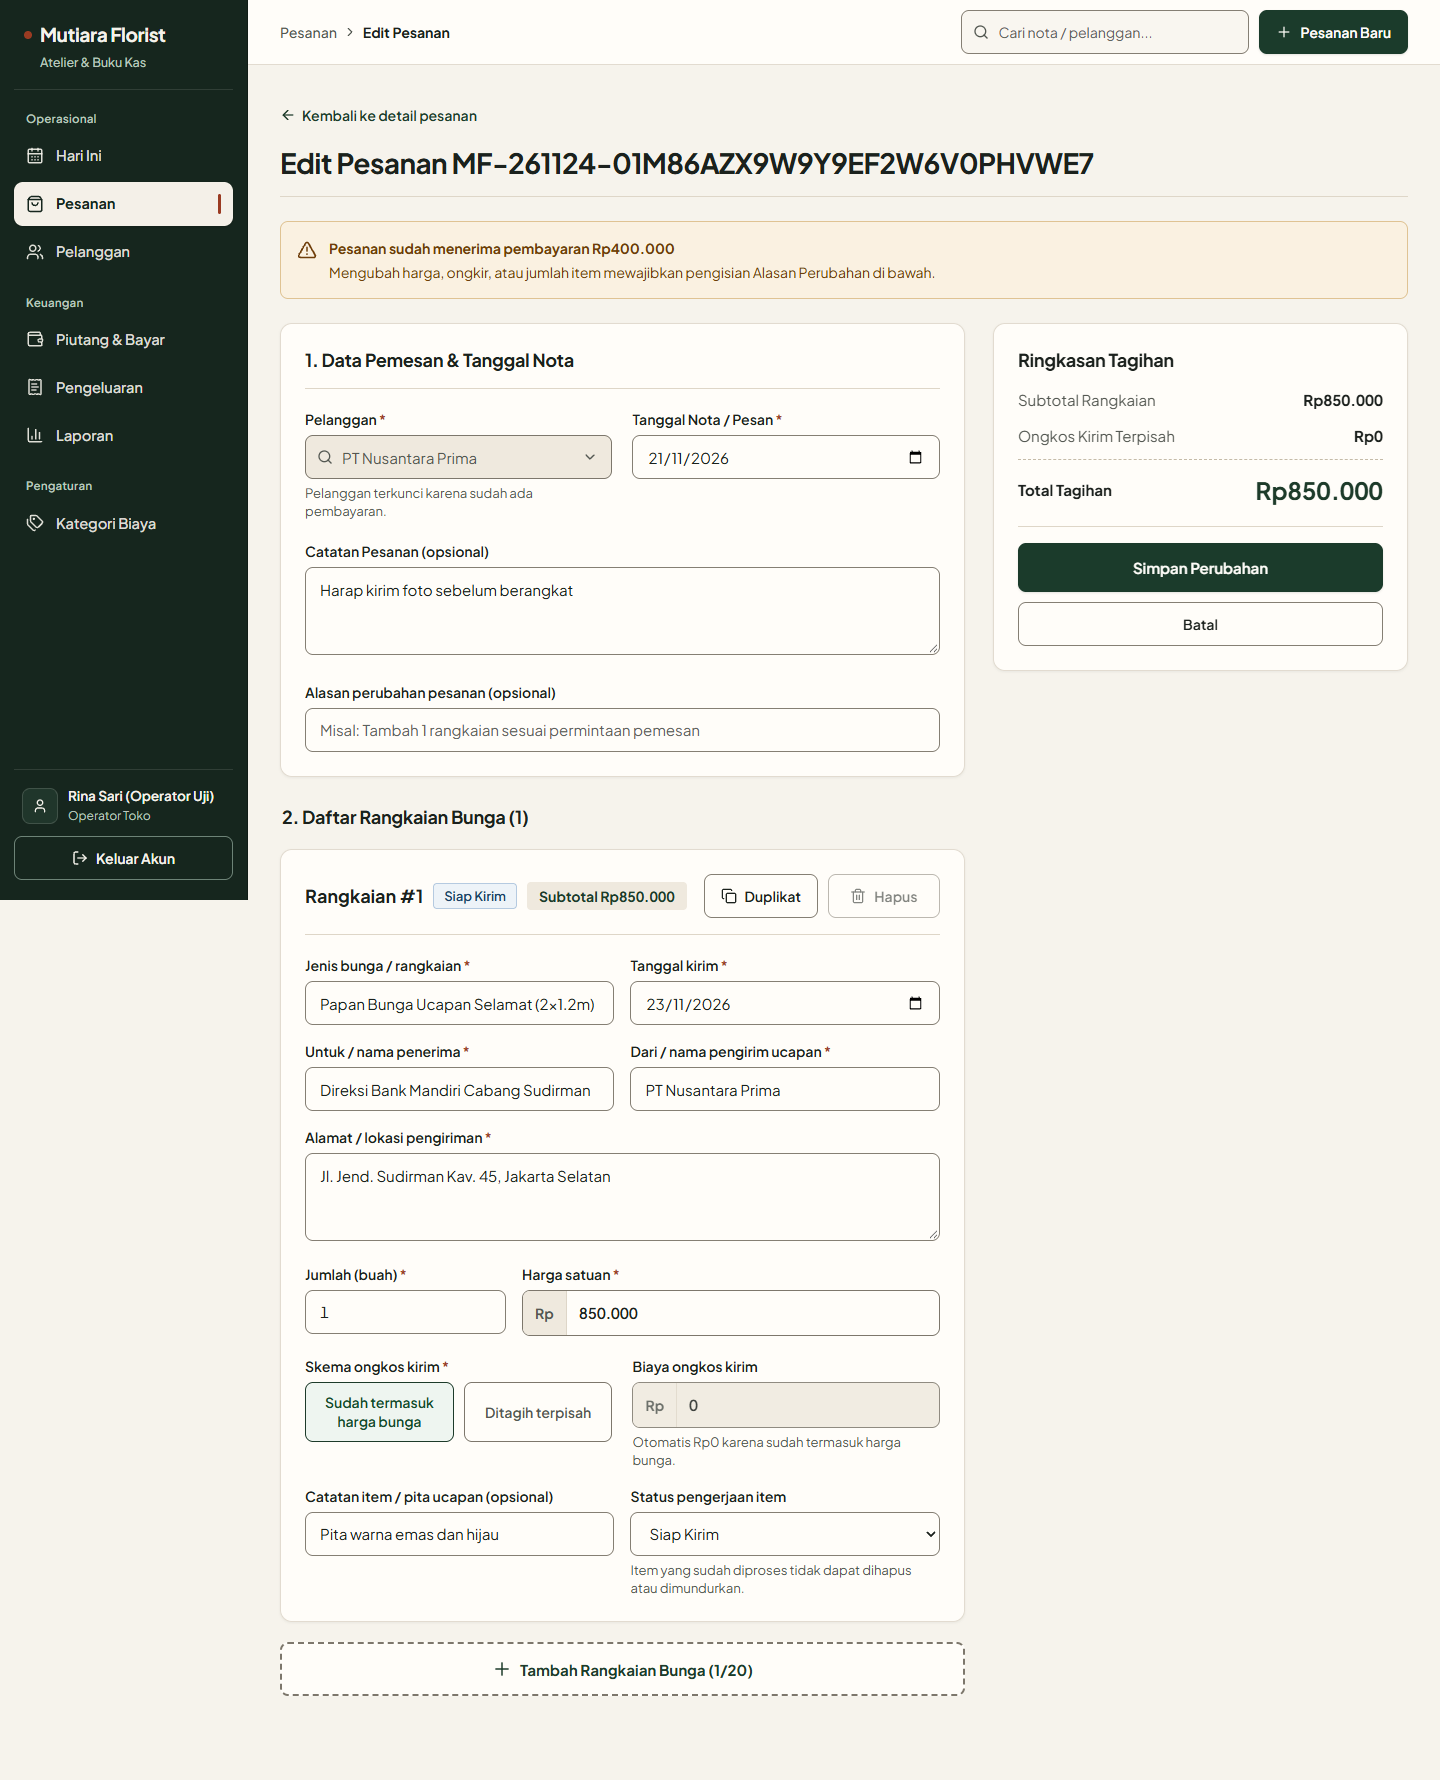 Mutiara Florist
Atelier & Buku Kas
Operasional
Hari Ini
Pesanan
Pelanggan
Keuangan
Piutang & Bayar
Pengeluaran
Laporan
Pengaturan
Kategori Biaya
Rina Sari (Operator Uji)
Operator Toko
Keluar Akun
Pesanan > Edit Pesanan
Cari nota / pelanggan...
Pesanan Baru
Kembali ke detail pesanan
Edit Pesanan MF-261124-01M86AZX9W9Y9EF2W6V0PHVWE7
Pesanan sudah menerima pembayaran Rp400.000
Mengubah harga, ongkir, atau jumlah item mewajibkan pengisian Alasan Perubahan di bawah.
1. Data Pemesan & Tanggal Nota
Pelanggan *
PT Nusantara Prima
Pelanggan terkunci karena sudah ada
pembayaran.
Tanggal Nota / Pesan *
21/11/2026
Catatan Pesanan (opsional)
Harap kirim foto sebelum berangkat
Alasan perubahan pesanan (opsional)
Misal: Tambah 1 rangkaian sesuai permintaan pemesan
Ringkasan Tagihan
Subtotal Rangkaian Rp850.000
Ongkos Kirim Terpisah Rp0
Total Tagihan Rp850.000
Simpan Perubahan
Batal
2. Daftar Rangkaian Bunga (1)
Rangkaian #1 Siap Kirim Subtotal Rp850.000 Duplikat Hapus
Jenis bunga / rangkaian *
Papan Bunga Ucapan Selamat (2×1.2m)
Tanggal kirim *
23/11/2026
Untuk / nama penerima *
Direksi Bank Mandiri Cabang Sudirman
Dari / nama pengirim ucapan *
PT Nusantara Prima
Alamat / lokasi pengiriman *
Jl. Jend. Sudirman Kav. 45, Jakarta Selatan
Jumlah (buah) *
1
Harga satuan *
Rp 850.000
Skema ongkos kirim *
Sudah termasuk
harga bunga
Ditagih terpisah
Biaya ongkos kirim
Rp 0
Otomatis Rp0 karena sudah termasuk harga
bunga.
Catatan item / pita ucapan (opsional)
Pita warna emas dan hijau
Status pengerjaan item
Siap Kirim
Item yang sudah diproses tidak dapat dihapus
atau dimundurkan.
Tambah Rangkaian Bunga (1/20)